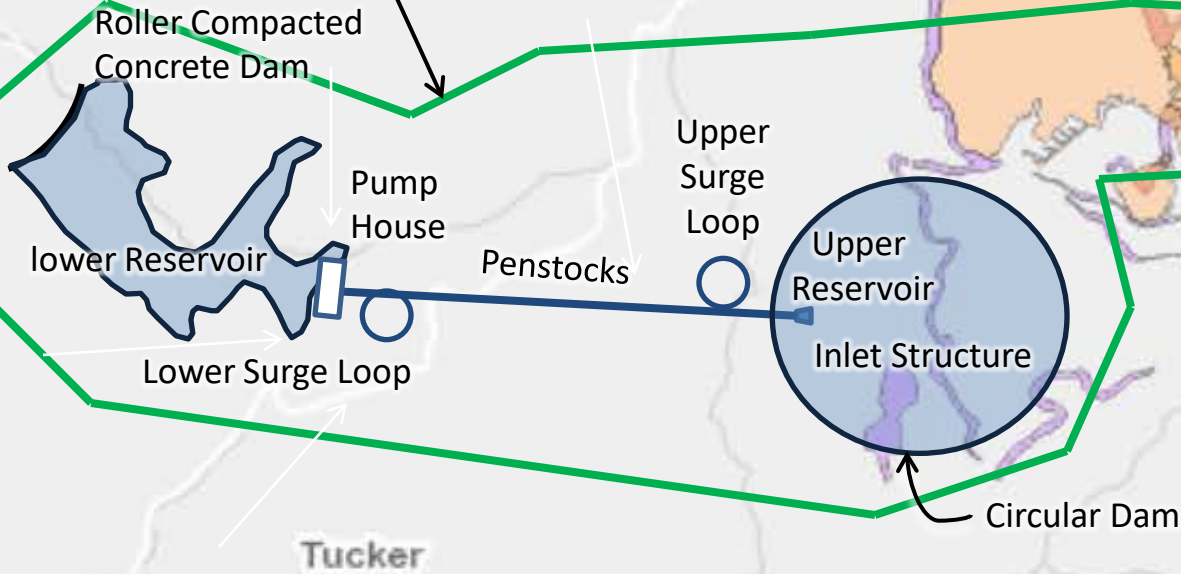 Roller Compacted
Concrete Dam
Upper
Surge
Loop
Pump
House
Upper
Reservoir
lower Reservoir
Penstocks
Inlet Structure
Lower Surge Loop
Circular Dam
Tucker